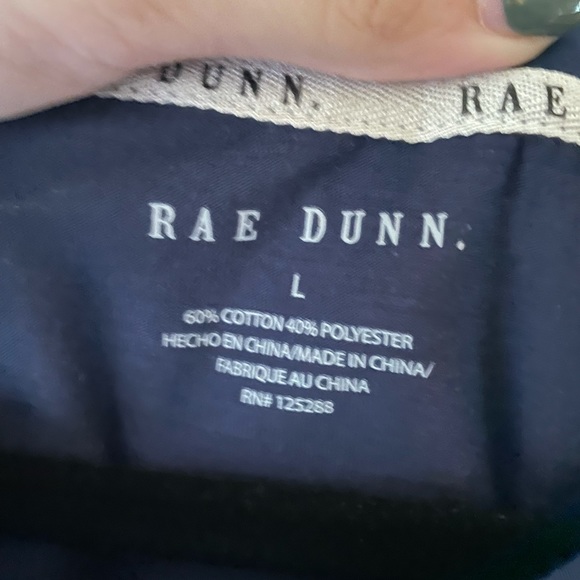 DUNN. RAE
RAE DUNN.
L
60% COTTON 40% POLYESTER
HECHO EN CHINA/MADE IN CHINA/
FABRIQUE AU CHINA
RN# 125288